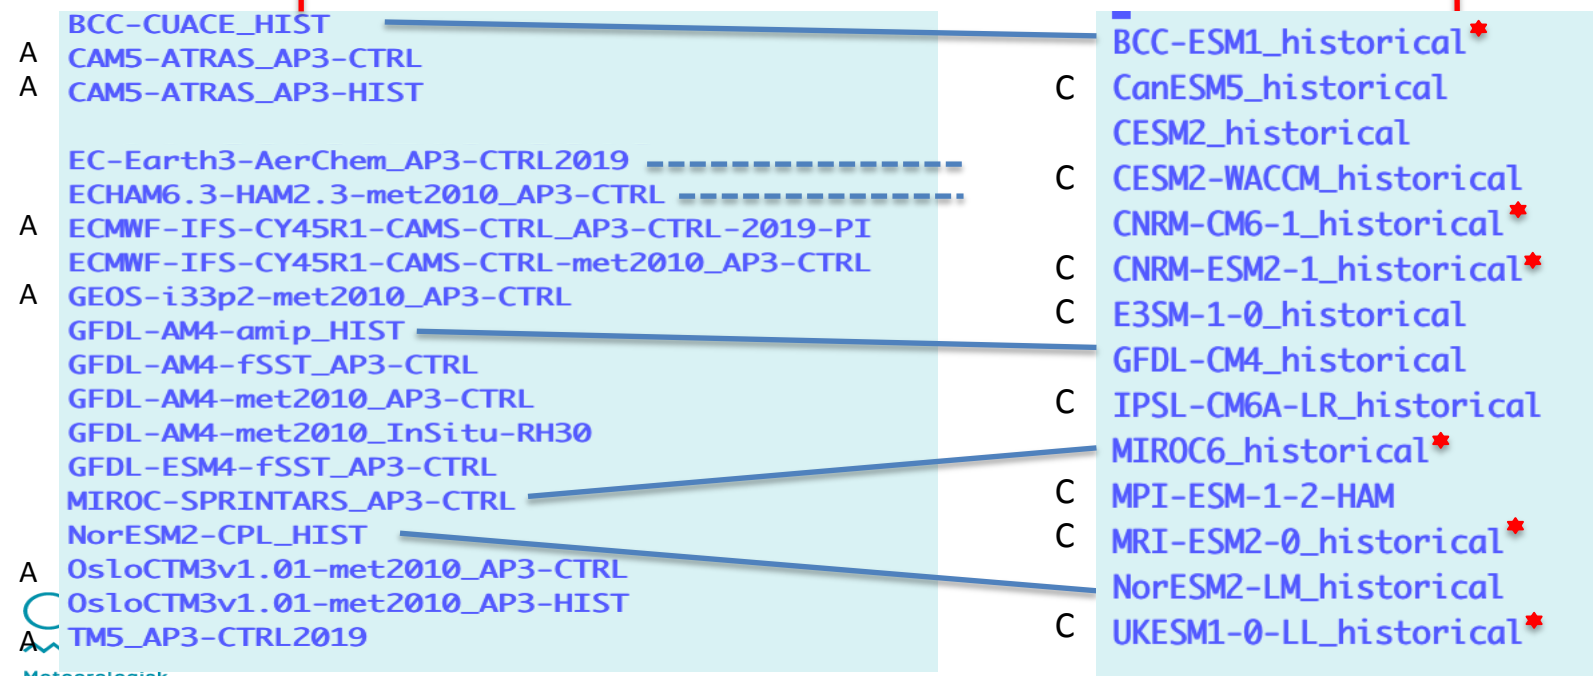 BCC-CUACE_HIST
A CAM5-ATRAS_AP3-CTRL
A CAM5-ATRAS_AP3-HIST
EC-Earth3-AerChem_AP3-CTRL2019
ECHAM6.3-HAM2.3-met2010_AP3-CTRL
A ECMWF-IFS-CY45R1-CAMS-CTRL_AP3-CTRL-2019-PI
ECMWF-IFS-CY45R1-CAMS-CTRL-met2010_AP3-CTRL
A GEOS-i33p2-met2010_AP3-CTRL
GFDL-AM4-amip_HIST
GFDL-AM4-fSST_AP3-CTRL
GFDL-AM4-met2010_AP3-CTRL
GFDL-AM4-met2010_InSitu-RH30
GFDL-ESM4-fSST_AP3-CTRL
MIROC-SPRINTARS_AP3-CTRL
NorESM2-CPL_HIST
A OsloCTM3v1.01-met2010_AP3-CTRL
OsloCTM3v1.01-met2010_AP3-HIST
A TM5_AP3-CTRL2019
Meteorologisk
BCC-ESM1_historical
C CanESM5_historical
CESM2_historical
C CESM2-WACCM_historical
CNRM-CM6-1_historical
C CNRM-ESM2-1_historical
C E3SM-1-0_historical
GFDL-CM4_historical
C IPSL-CM6A-LR_historical
MIROC6_historical
C MPI-ESM-1-2-HAM
C MRI-ESM2-0_historical
NorESM2-LM_historical
C UKESM1-0-LL_historical